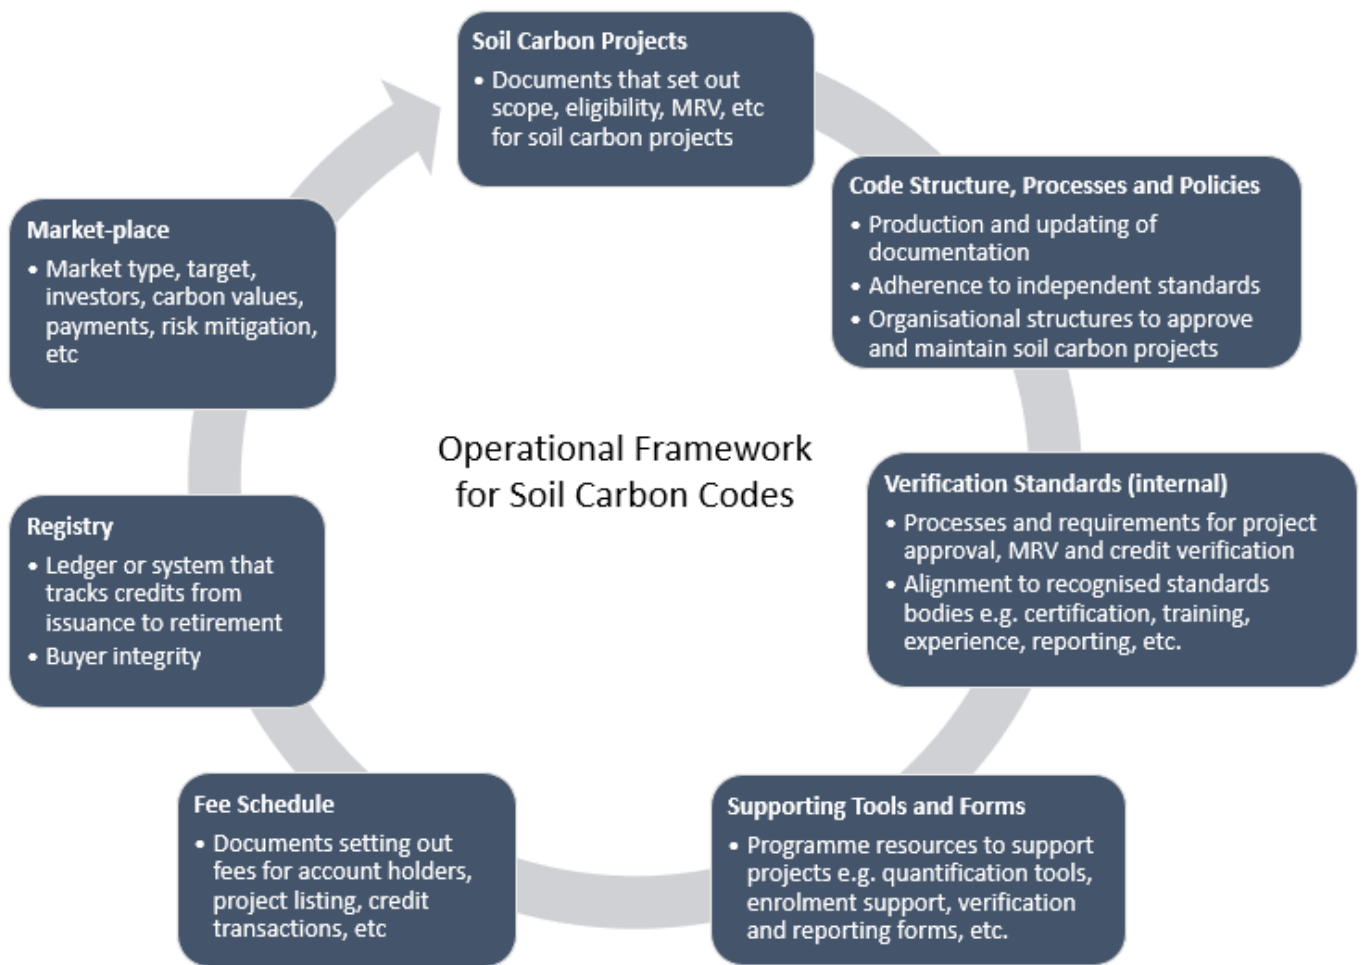 Soil Carbon Projects
• Documents that set out
scope, eligibility, MRV, etc
for soil carbon projects
Code Structure, Processes and Policies
• Production and updating of
documentation
• Adherence to independent standards
• Organisational structures to approve
and maintain soil carbon projects
Verification Standards (internal)
• Processes and requirements for project
approval, MRV and credit verification
• Alignment to recognised standards
bodies e.g. certification, training,
experience, reporting, etc.
Supporting Tools and Forms
• Programme resources to support
projects e.g. quantification tools,
enrolment support, verification
and reporting forms, etc.
Fee Schedule
• Documents setting out
fees for account holders,
project listing, credit
transactions, etc
Registry
• Ledger or system that
tracks credits from
issuance to retirement
• Buyer integrity
Market-place
• Market type, target,
investors, carbon values,
payments, risk mitigation,
etc
Operational Framework
for Soil Carbon Codes